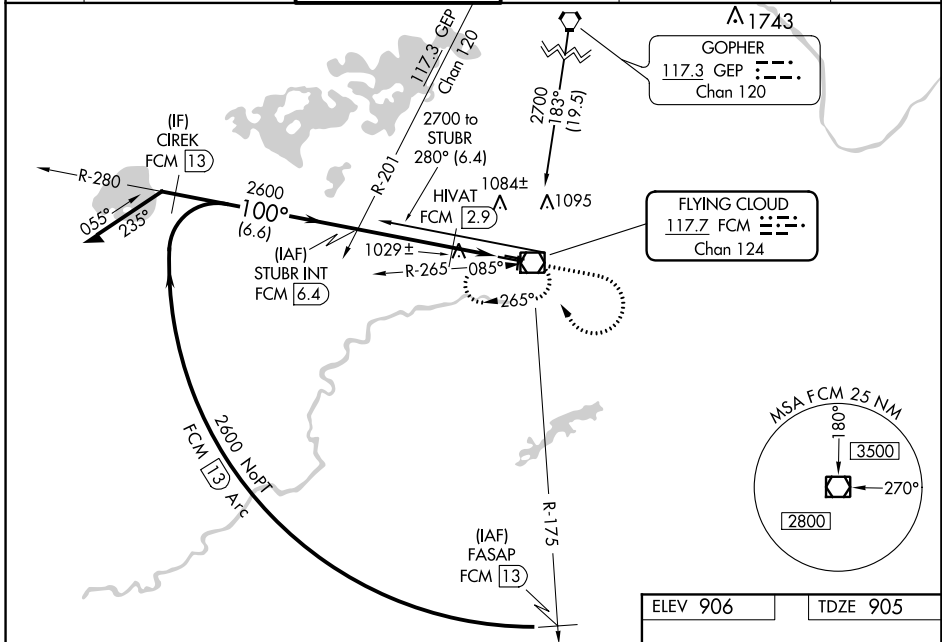 1743
GOPHER
117.3 GEP
Chan 120
117.3 GEP
Chan 120
2700
183°
(19.5)
2700 to
STUBR
280° (6.4)
(IF)
CIREK
FCM 13
R-280
R-201
2600
100°
(6.6)
HIVAT
FCM 2.9
1084±
1095
FLYING CLOUD
117.7 FCM
Chan 124
055°
235°
(IAF)
STUBR INT
FCM 6.4
1029±
R-265
085°
265°
2600 NoPT
FCM 13 Arc
R-175
(IAF)
FASAP
FCM 13
MSA FCM 25 NM
180°
3500
270°
2800
ELEV 906
TDZE 905